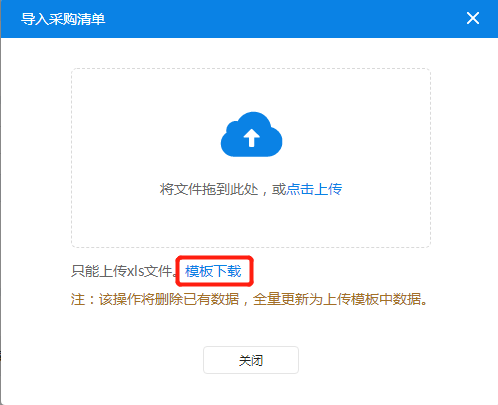 导入采购清单
将文件拖到此处，或点击上传
只能上传xls文件。模板下载
注：该操作将删除已有数据，全量更新为上传模板中数据。
关闭